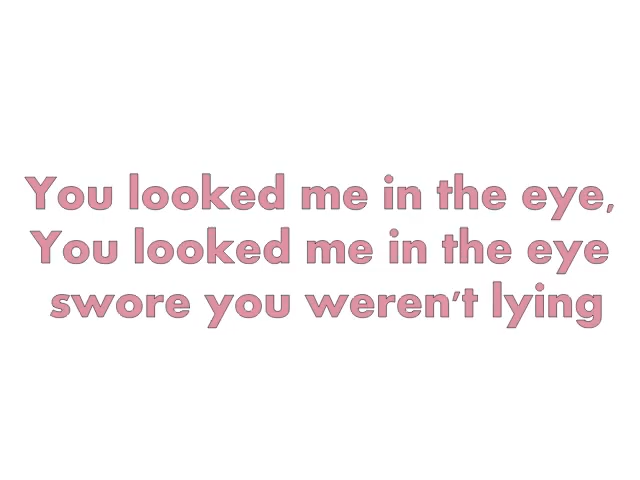 You looked me in the eye,
You looked me in the eye
swore you weren't lying